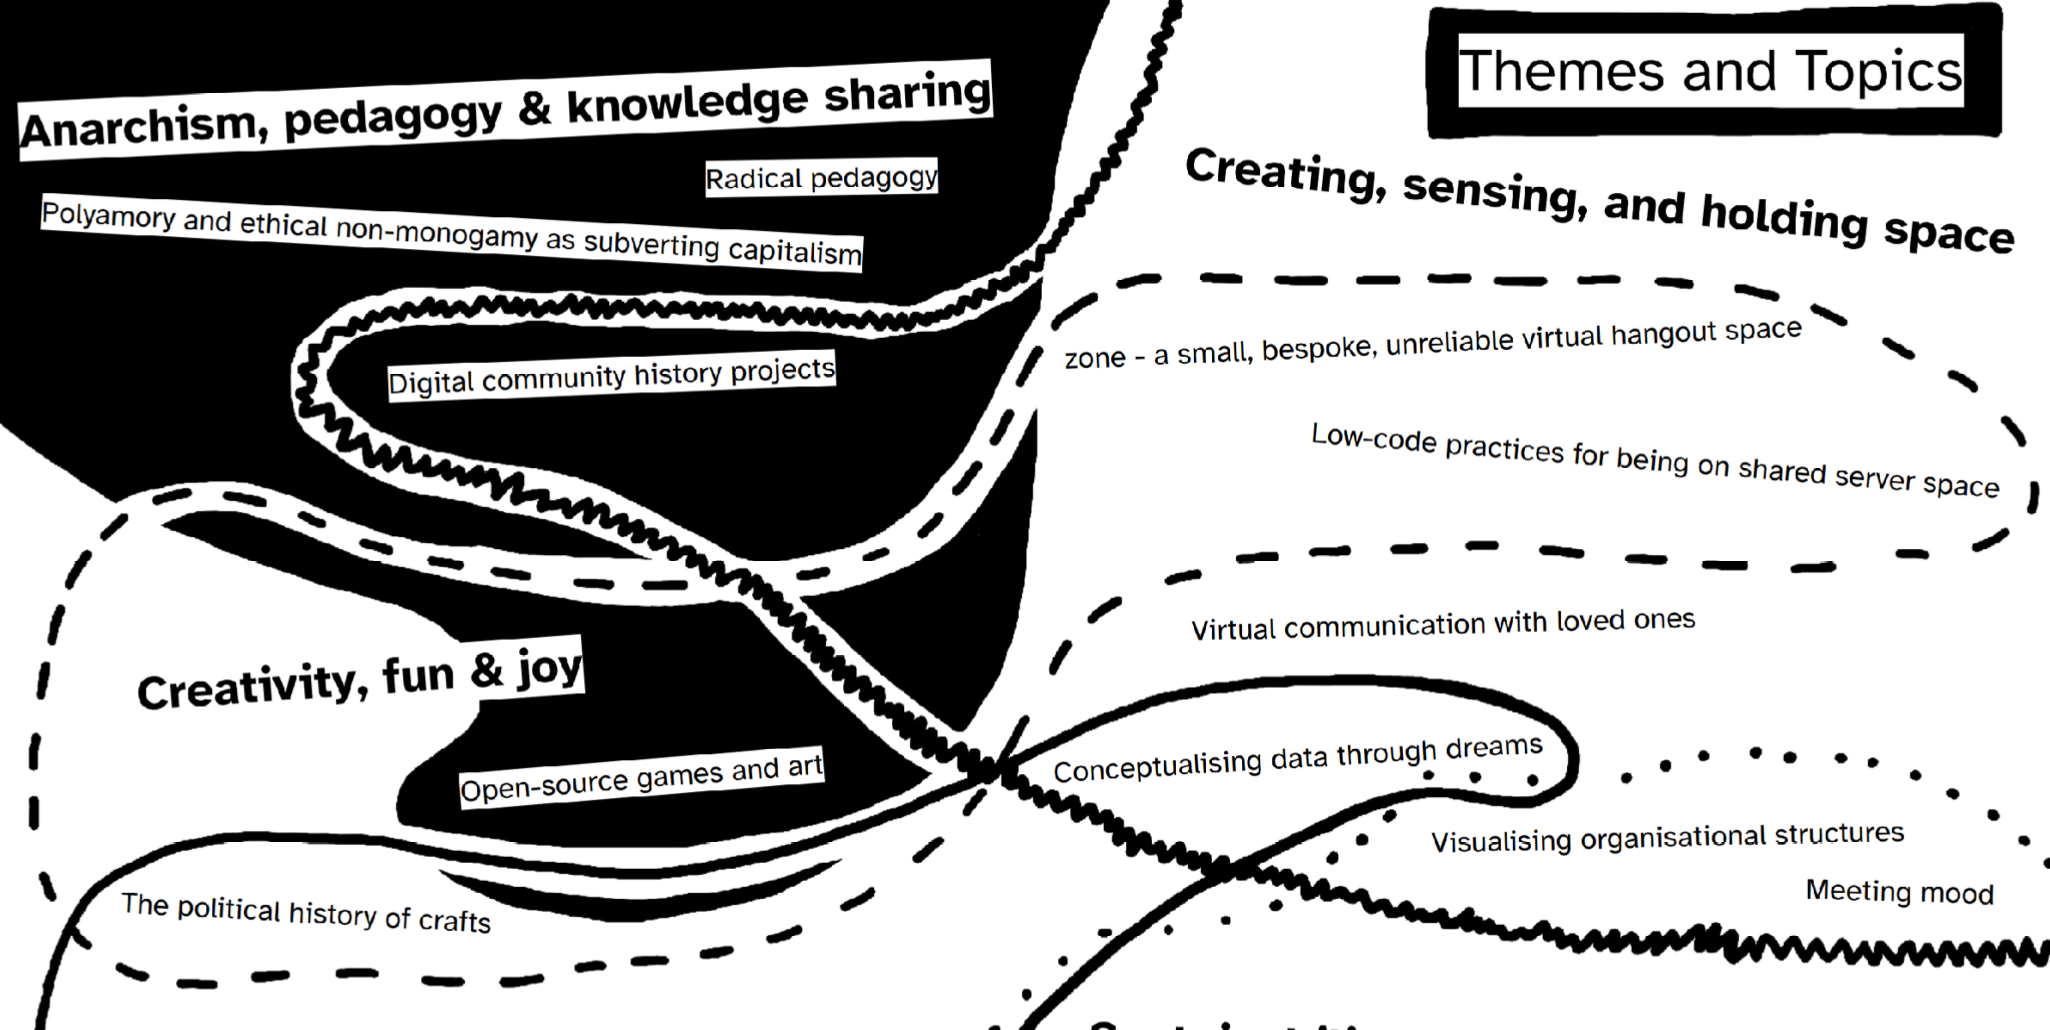 Themes and Topics
Anarchism, pedagogy & knowledge sharing
Radical pedagogy
Polyamory and ethical non-monogamy as subverting capitalism
Digital community history projects
Creating, sensing, and holding space
zone - a small, bespoke, unreliable virtual hangout space
Low-code practices for being on shared server space
Virtual communication with loved ones
Creativity, fun & joy
Open-source games and art
The political history of crafts
Conceptualising data through dreams
Visualising organisational structures
Meeting mood